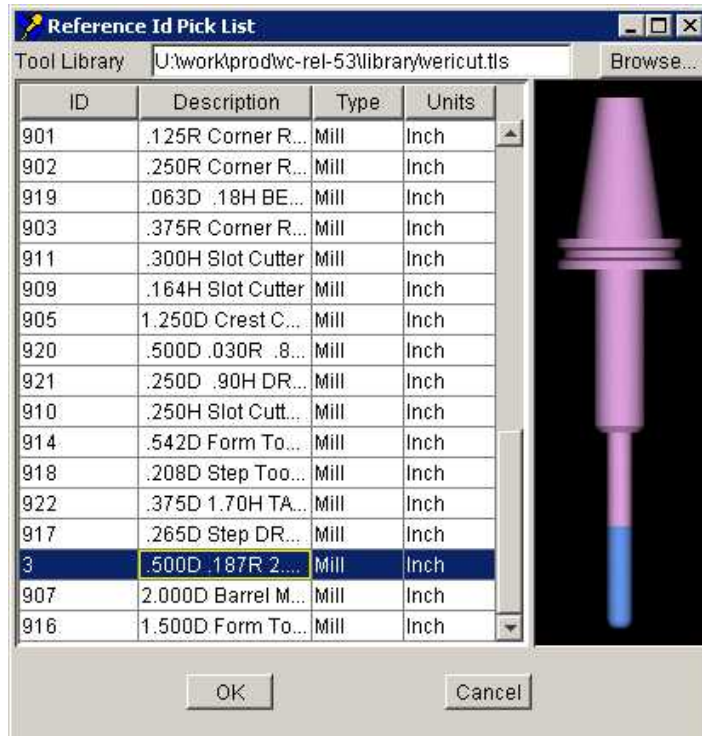 Reference Id Pick List
Tool Library U:\work\prod\vc-rel-53\library\vericut.tls Browse...
ID Description Type Units
901 .125R Corner R... Mill Inch
902 .250R Corner R... Mill Inch
919 .063D .18H BE... Mill Inch
903 .375R Corner R... Mill Inch
911 .300H Slot Cutter Mill Inch
909 .164H Slot Cutter Mill Inch
905 1.250D Crest C... Mill Inch
920 .500D .030R .8... Mill Inch
921 .250D .90H DR... Mill Inch
910 .250H Slot Cutt... Mill Inch
914 .542D Form To... Mill Inch
918 .208D Step Too... Mill Inch
922 .375D 1.70H TA... Mill Inch
917 .265D Step DR... Mill Inch
3 .500D .187R 2.... Mill Inch
907 2.000D Barrel M... Mill Inch
916 1.500D Form To... Mill Inch
OK Cancel